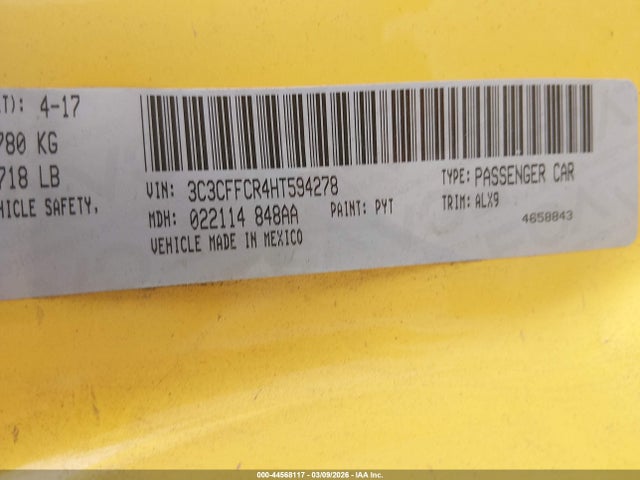 T): 4-17
780 KG
718 LB
HICLE SAFETY,
VIN: 3C3CFFCR4HT594278
TYPE: PASSENGER CAR
MDH: 022114 848AA
PAINT: PYT
TRIM: ALX9
VEHICLE MADE IN MEXICO
4658843
000-44568117 - 03/09/2026 - IAA Inc.